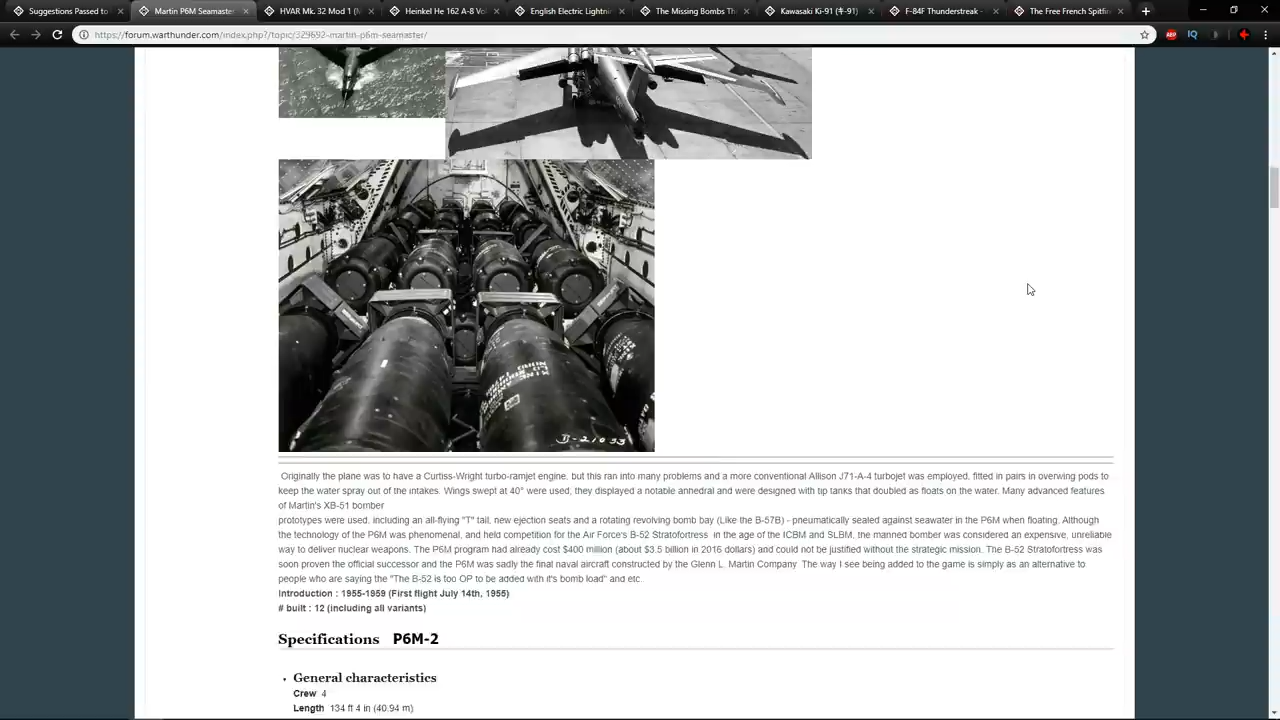 Suggestions Passed to
Martin P6M Seamaste
HVAR Mk. 32 Mod 1 (
Heinkel He 162 A-8 Vol
English Electric Lightnin
The Missing Bombs Th
Kawasaki Ki-91 (キ91)
F-84F Thunderstreak -
The Free French Spitfir
https://forum.warthunder.com/index.php?/topic/329692-martin-p6m-seamaster/
Originally the plane was to have a Curtiss-Wright turbo-ramjet engine, but this ran into many problems and a more conventional Allison J71-A-4 turbojet was employed, fitted in pairs in overwing pods to
keep the water spray out of the intakes. Wings swept at 40° were used; they displayed a notable anhedral and were designed with tip tanks that doubled as floats on the water. Many advanced features
of Martin's XB-51 bomber
prototypes were used, including an all-flying "T" tail, new ejection seats and a rotating revolving bomb bay (Like the B-57B) - pneumatically sealed against seawater in the P6M when floating. Although
the technology of the P6M was phenomenal, and held competition for the Air Force's B-52 Stratofortress in the age of the ICBM and SLBM, the manned bomber was considered an expensive, unreliable
way to deliver nuclear weapons. The P6M program had already cost $400 million (about $3.5 billion in 2016 dollars) and could not be justified without the strategic mission. The B-52 Stratofortress was
soon proven the official successor and the P6M was sadly the final naval aircraft constructed by the Glenn L. Martin Company. The way I see being added to the game is simply as an alternative to
people who are saying the "The B-52 is too OP to be added with it's bomb load" and etc.
Introduction : 1955-1959 (First flight July 14th, 1955)
# built : 12 (including all variants)
Specifications P6M-2
General characteristics
Crew 4
Length 134 ft 4 in (40.94 m)